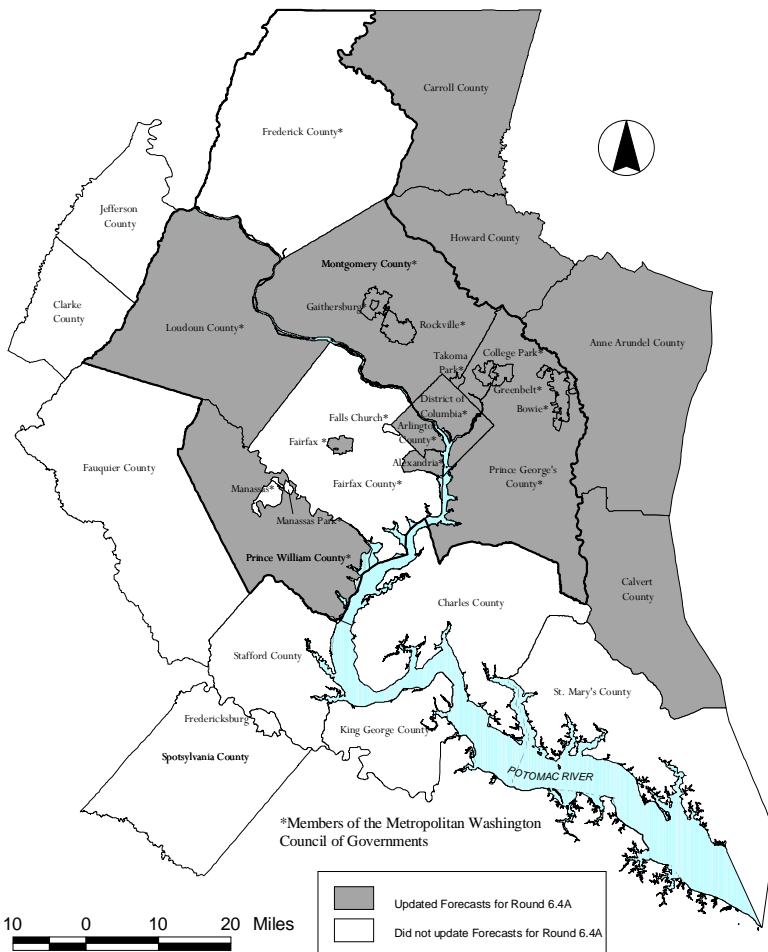 Carroll County
Frederick County*
Jefferson
County
Howard County
Montgomery County*
Clarke
County
Gaithersburg*
Loudoun County*
Rockville*
Anne Arundel County
Takoma
Park*
College Park*
Greenbelt*
District of
Columbia*
Bowie*
Falls Church*
Arlington
County*
Fairfax *
Alexandria*
Fauquier County
Prince George's
County*
Fairfax County*
Manassas*
Manassas Park*
Prince William County*
Calvert
County
Charles County
Stafford County
St. Mary's County
Fredericksburg
King George County
Spotsylvania County
POTOMAC RIVER
*Members of the Metropolitan Washington
Council of Governments
Updated Forecasts for Round 6.4A
Did not update Forecasts for Round 6.4A
10 0 10 20 Miles